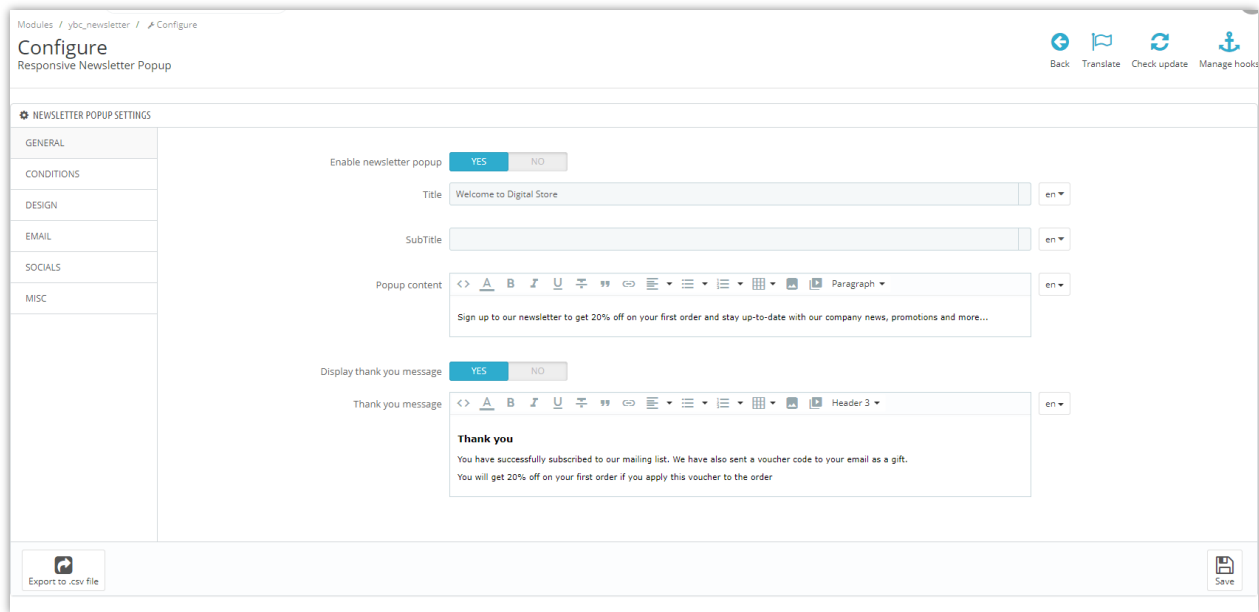 Modules / ybc_newsletter / Configure
Configure
Responsive Newsletter Popup
Back Translate Check update Manage hooks
NEWSLETTER POPUP SETTINGS
GENERAL
CONDITIONS
DESIGN
EMAIL
SOCIALS
MISC
Enable newsletter popup YES NO
Title Welcome to Digital Store en
SubTitle en
Popup content Paragraph en
Sign up to our newsletter to get 20% off on your first order and stay up-to-date with our company news, promotions and more...
Display thank you message YES NO
Thank you message Header 3 en
Thank you
You have successfully subscribed to our mailing list. We have also sent a voucher code to your email as a gift.
You will get 20% off on your first order if you apply this voucher to the order
Export to .csv file Save